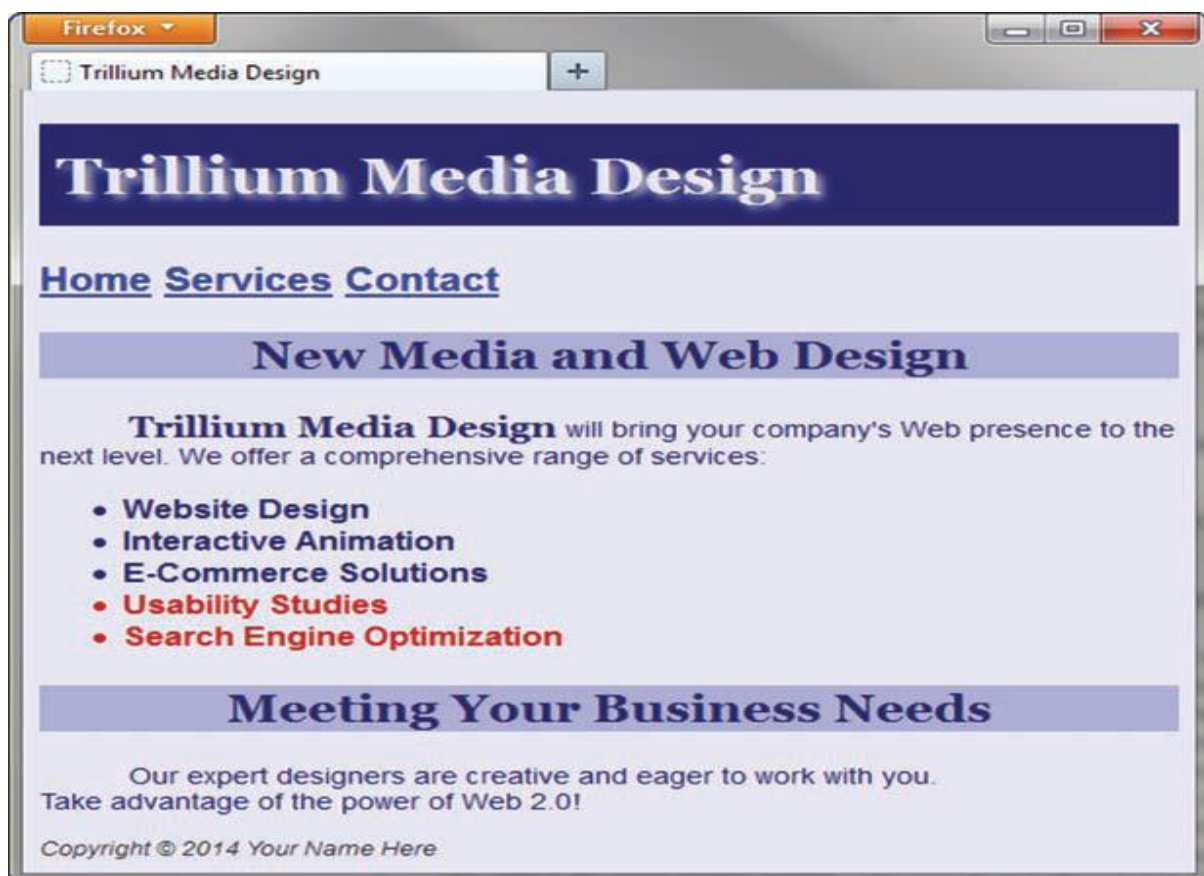 Firefox
Trillium Media Design
Trillium Media Design
Home Services Contact
New Media and Web Design
Trillium Media Design will bring your company's Web presence to the
next level. We offer a comprehensive range of services:
• Website Design
• Interactive Animation
• E-Commerce Solutions
• Usability Studies
• Search Engine Optimization
Meeting Your Business Needs
Our expert designers are creative and eager to work with you.
Take advantage of the power of Web 2.0!
Copyright © 2014 Your Name Here